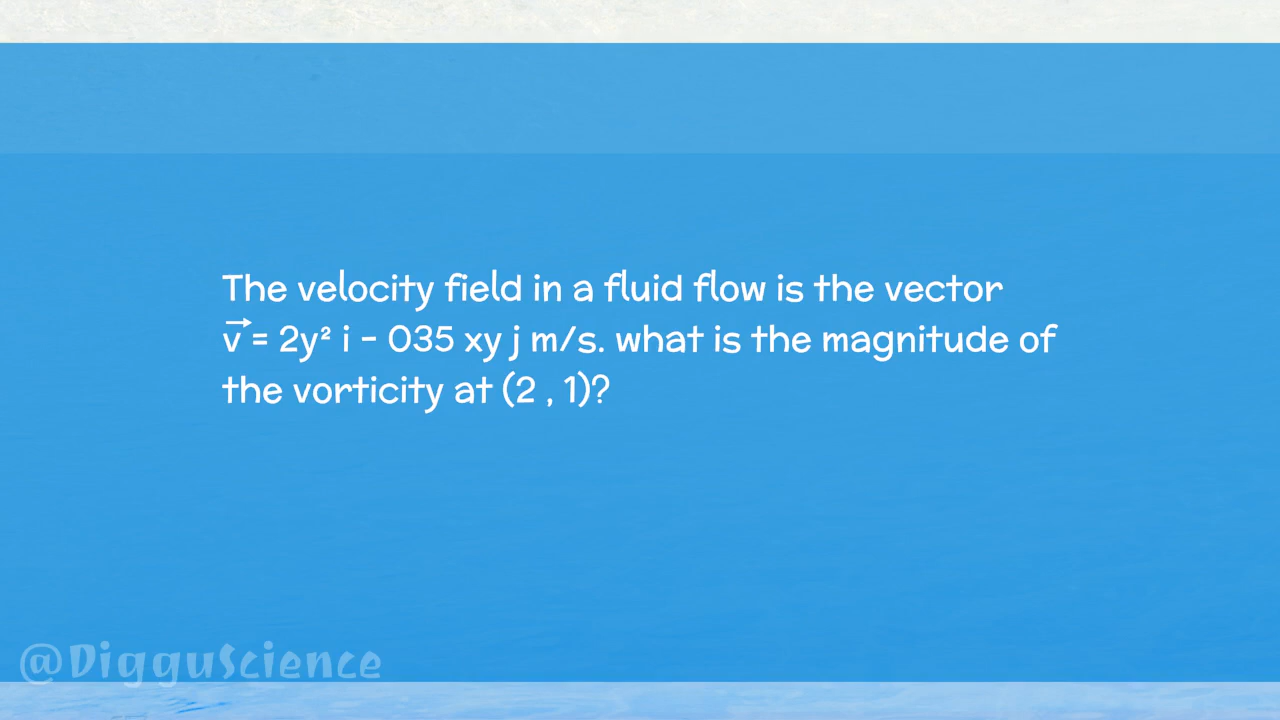 The velocity field in a fluid flow is the vector
v⃗ = 2y² i - 035 xy j m/s. what is the magnitude of
the vorticity at (2 , 1)?
@DigguScience